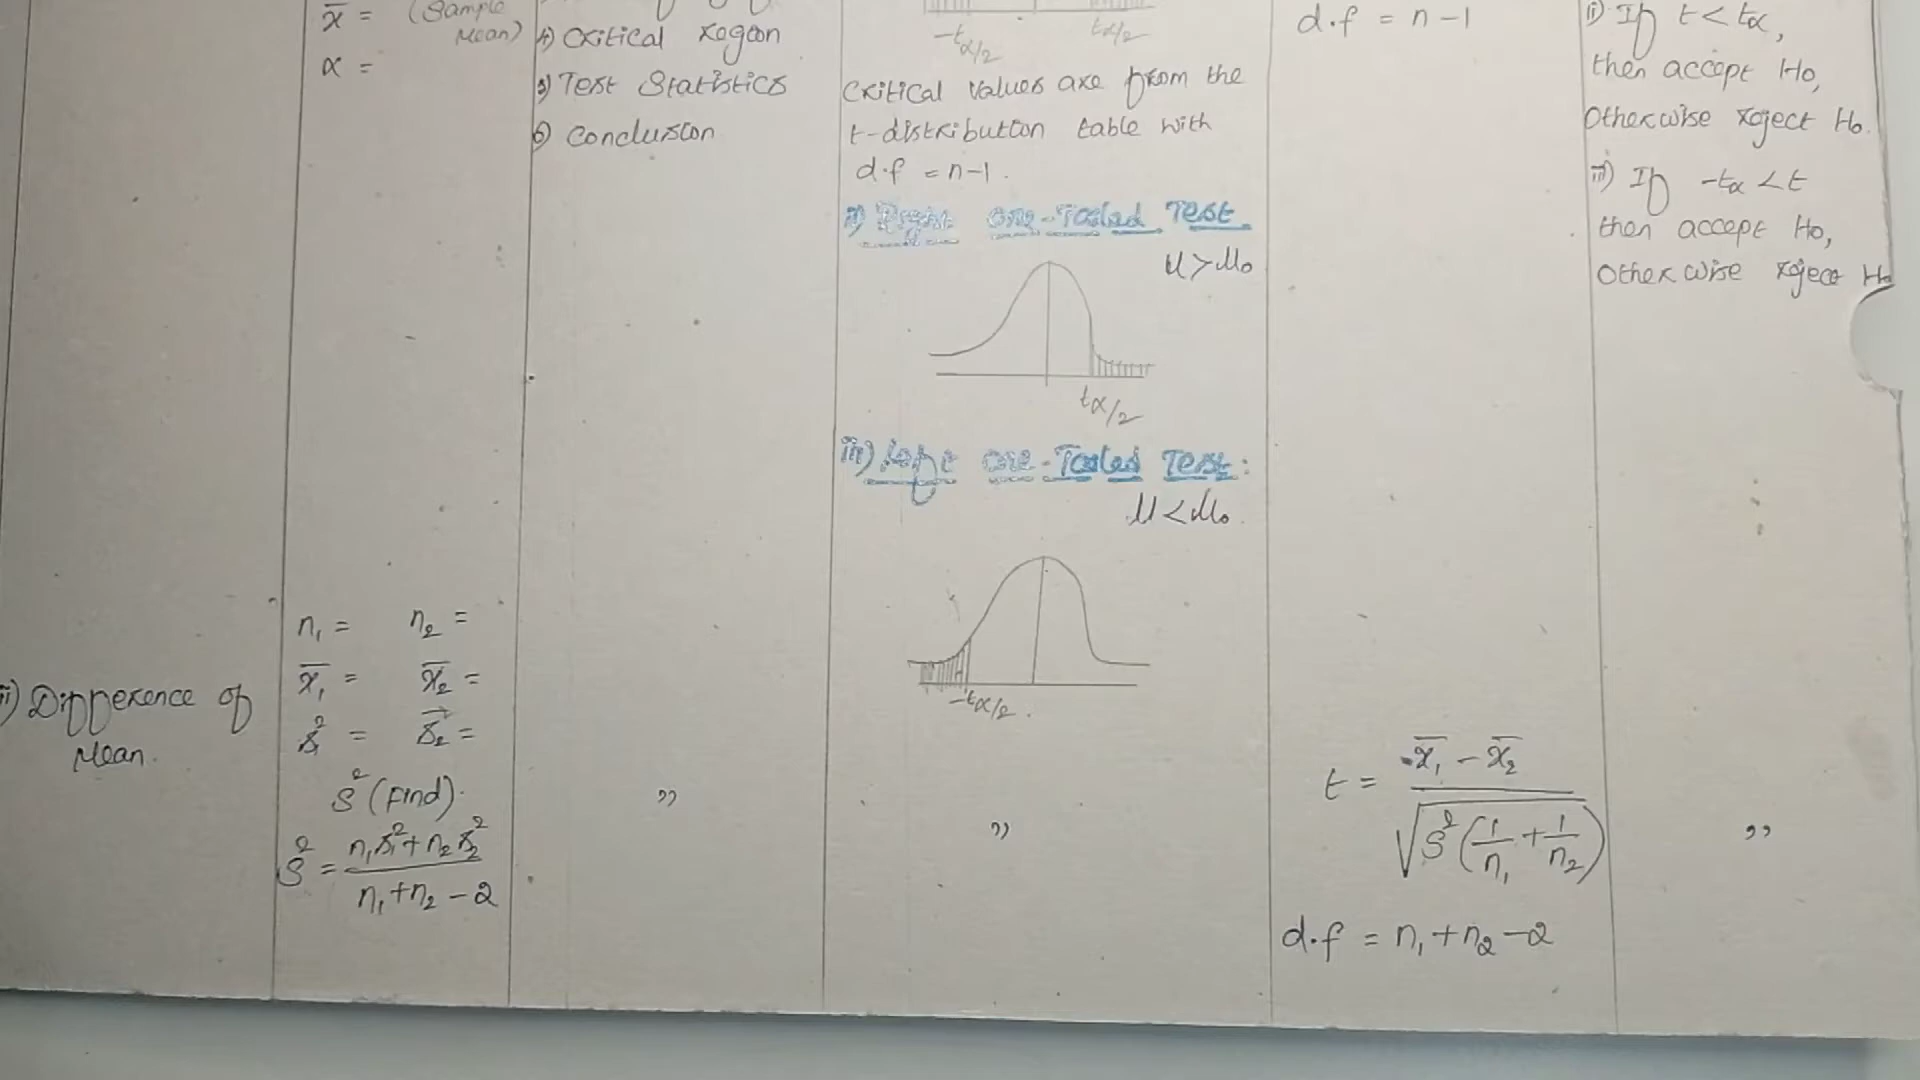 x̄ = (Sample
Mean)
α =
4) Critical region
5) Test Statistics
6) Conclusion
-tα/2
tα/2
Critical values are from the
t-distribution table with
d.f = n-1.
ii) Right one-Tailed Test
μ > μ₀
tα/2
iii) Left one-Tailed Test:
μ < μ₀.
-tα/2.
d.f = n-1
ii) If t < tα,
then accept H₀,
Otherwise reject H₀.
iii) If -tα < t
then accept H₀,
Otherwise reject H₀
ii) Difference of
Mean.
n₁ = n₂ =
x̄₁ = x̄₂ =
s₁² = s₂² =
S² (find).
S² = (n₁s₁² + n₂s₂²) / (n₁ + n₂ - 2)
"
"
t = (x̄₁ - x̄₂) / √(S² (1/n₁ + 1/n₂))
d.f = n₁ + n₂ - 2
"